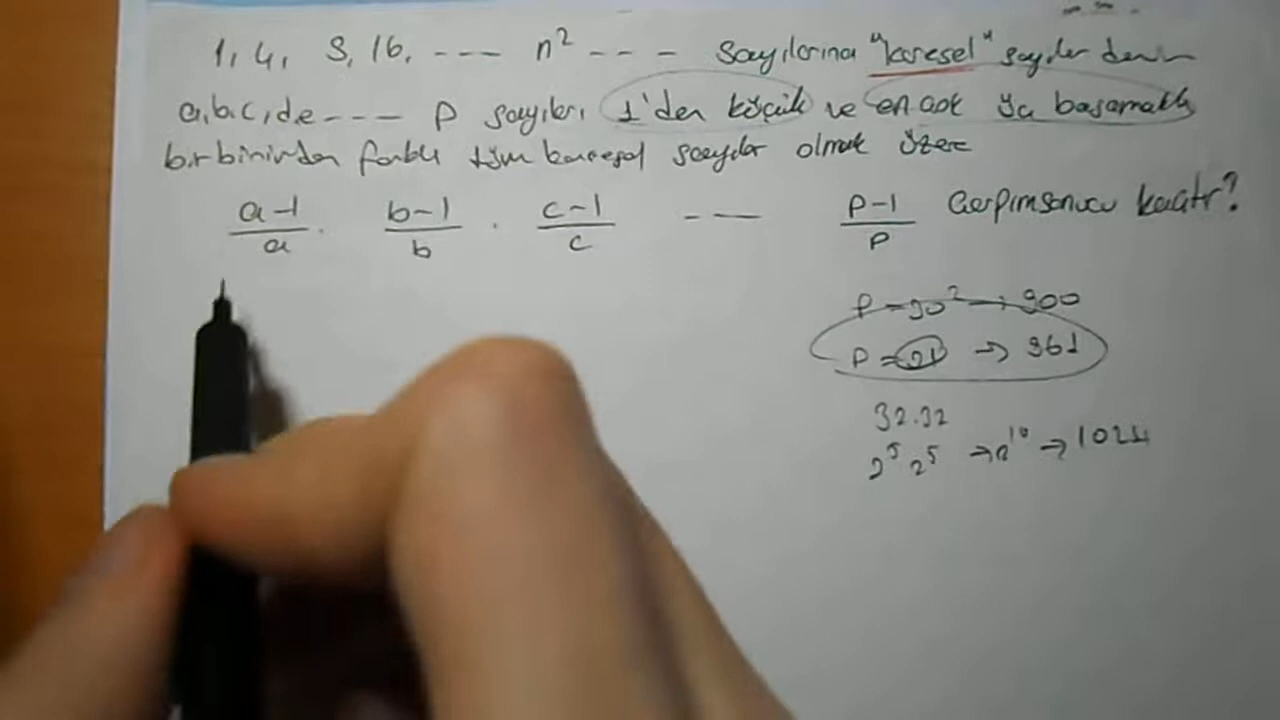 1, 4, 9, 16, --- n² --- sayılarına "karesel" sayılar denir
a,b,c,d,e --- p sayıları 1'den küçük ve en çok üç basamaklı
birbirinden farklı tüm karesel sayılar olmak üzere
a-1/a . b-1/b . c-1/c --- p-1/p çarpım sonucu kaçtır?
P = 30² → 900
P = 31 → 961
32.32
2⁵ 2⁵ → 2¹⁰ → 1024